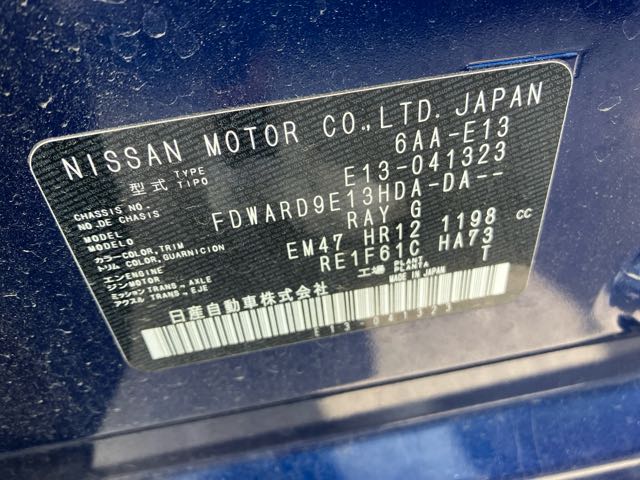 NISSAN MOTOR CO.,LTD. JAPAN
型式 TYPE TIPO 6AA-E13
CHASSIS NO. NO.DE CHASIS E13-041323
MODEL MODELO FDWARD9E13HDA-DA--
カラー COLOR,TRIM トリム COLOR,GUARNICION RAY G
エンジン ENGINE MOTOR EM47 HR12 1198 CC
ミッション TRANS.→AXLE アクスル TRANS.→EJE RE1F61C HA73
工場 PLANT PLANTA T
日産自動車株式会社 MADE IN JAPAN
E13-041323